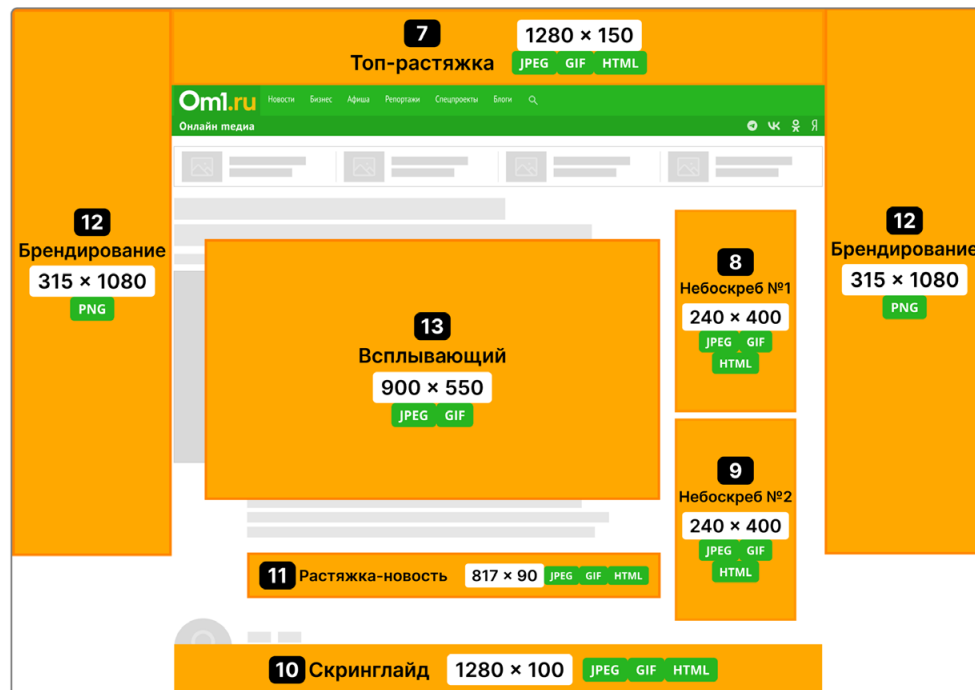 7
1280 × 150
Топ-растяжка
JPEG GIF HTML
Om1.ru
Новости Бизнес Афиша Репортажи Спецпроекты Блоги
Онлайн медиа
12
Брендирование
315 × 1080
PNG
12
Брендирование
315 × 1080
PNG
8
Небоскреб №1
240 × 400
JPEG GIF
HTML
13
Всплывающий
900 × 550
JPEG GIF
9
Небоскреб №2
240 × 400
JPEG GIF
HTML
11 Растяжка-новость 817 × 90 JPEG GIF HTML
10 Скринглайд 1280 × 100 JPEG GIF HTML